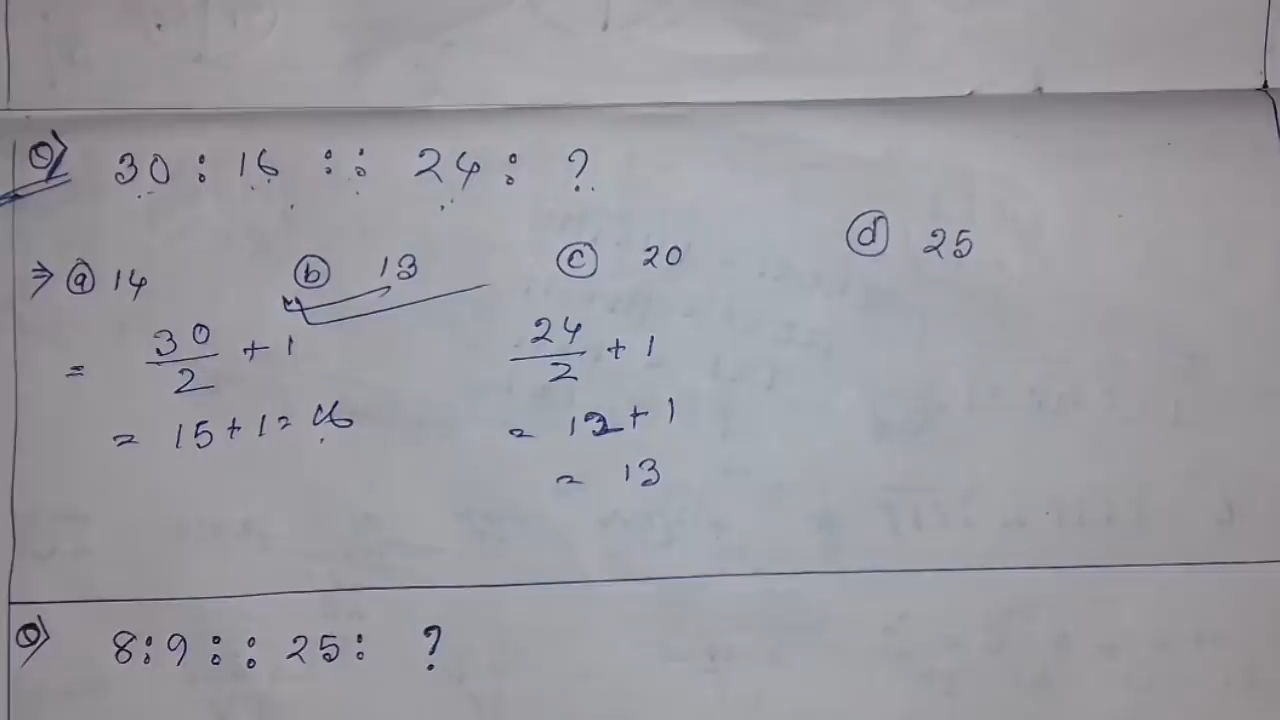 Q) 30 : 16 :: 24 : ?
⇒ ⓐ 14 ⓑ 13 ⓒ 20 ⓓ 25
= 30/2 + 1 24/2 + 1
= 15 + 1 = 16 = 12 + 1
= 13
Q) 8 : 9 :: 25 : ?